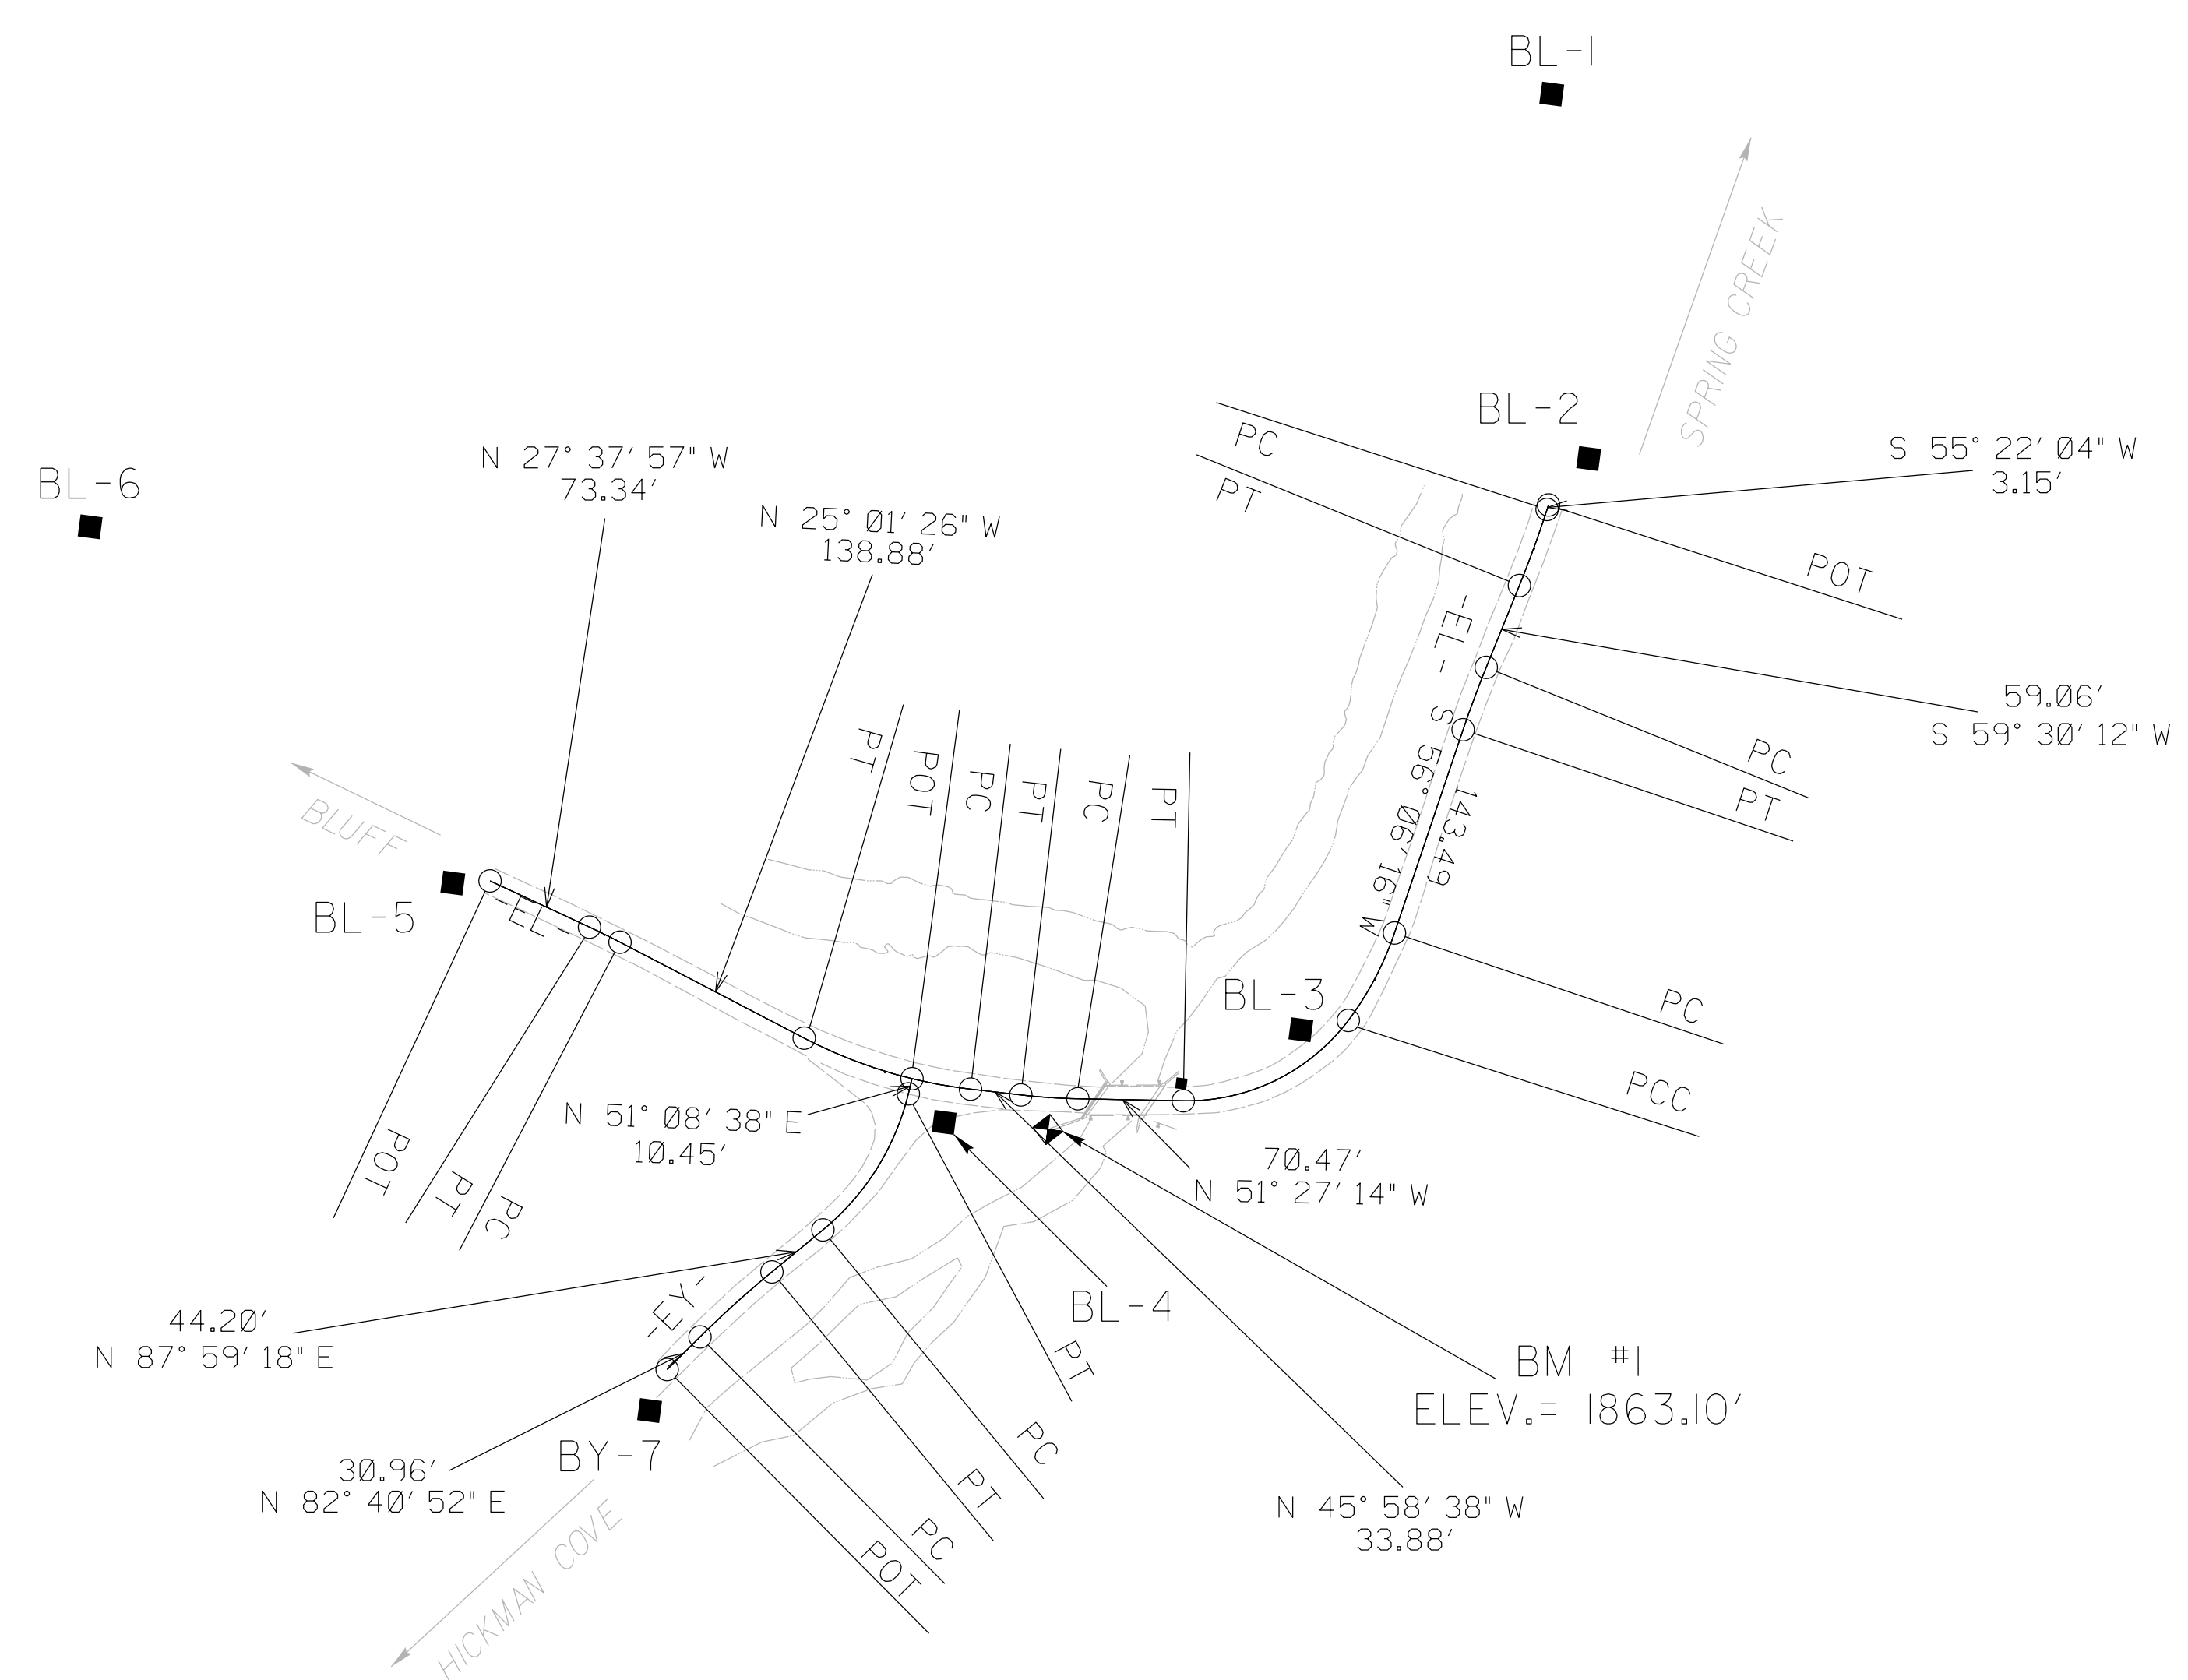 BL-1
SPRING CREEK
BL-2
PC
PT
S 55° 22' 04" W
3.15'
POT
BL-6
N 27° 37' 57" W
73.34'
N 25° 01' 26" W
138.88'
-EL-
S 56° 06' 16" W
143.49
59.06'
S 59° 30' 12" W
PC
PT
PT
POT
PC
PT
PC
PT
BLUFF
BL-5
-EL-
BL-3
PC
PCC
POT
PT
PC
N 51° 08' 38" E
10.45'
70.47'
N 51° 27' 14" W
BL-4
44.20'
N 87° 59' 18" E
-EY-
PT
BM #1
ELEV.= 1863.10'
30.96'
N 82° 40' 52" E
BY-7
PC
PT
PC
POT
N 45° 58' 38" W
33.88'
HICKMAN COVE